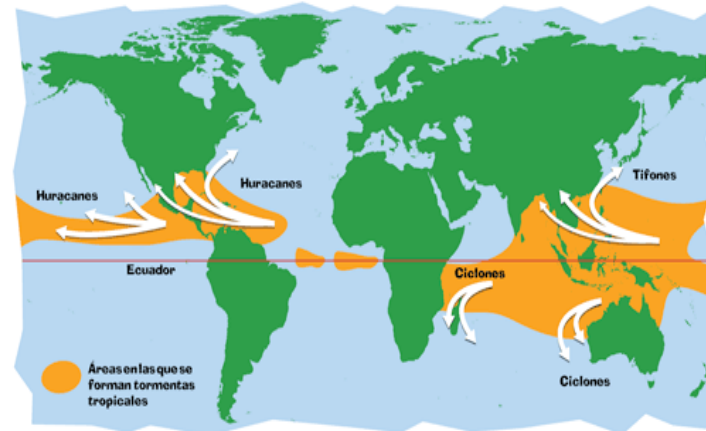 Huracanes
Huracanes
Tifones
Ecuador
Ciclones
Áreas en las que se
forman tormentas
tropicales
Ciclones